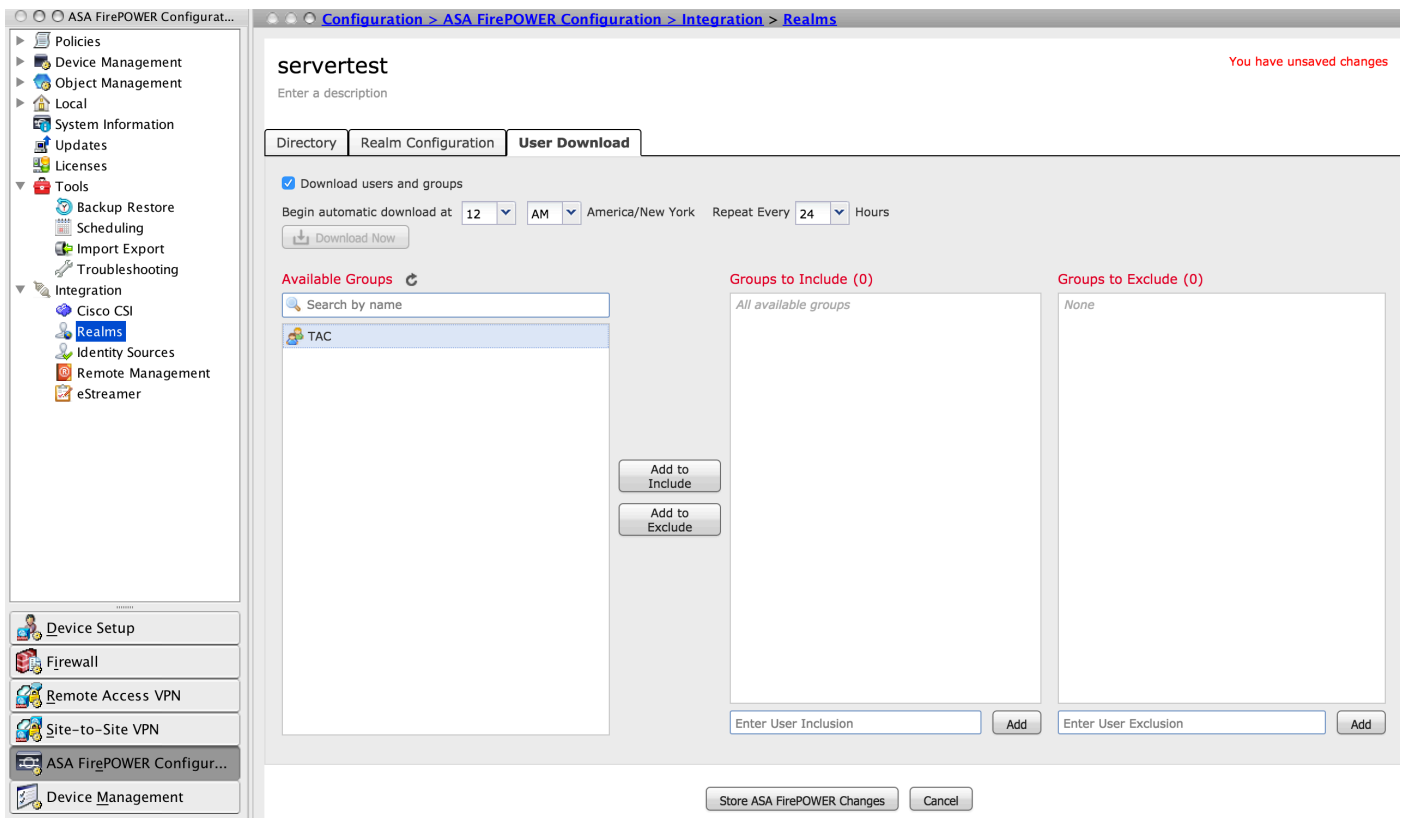 ASA FirePOWER Configurat...
Policies
Device Management
Object Management
Local
System Information
Updates
Licenses
Tools
Backup Restore
Scheduling
Import Export
Troubleshooting
Integration
Cisco CSI
Realms
Identity Sources
Remote Management
eStreamer
Device Setup
Firewall
Remote Access VPN
Site-to-Site VPN
ASA FirePOWER Configur...
Device Management
Configuration > ASA FirePOWER Configuration > Integration > Realms
servertest
You have unsaved changes
Enter a description
Directory Realm Configuration User Download
Download users and groups
Begin automatic download at 12 AM America/New York Repeat Every 24 Hours
Download Now
Available Groups
Search by name
TAC
Add to Include
Add to Exclude
Groups to Include (0)
All available groups
Enter User Inclusion Add
Groups to Exclude (0)
None
Enter User Exclusion Add
Store ASA FirePOWER Changes Cancel